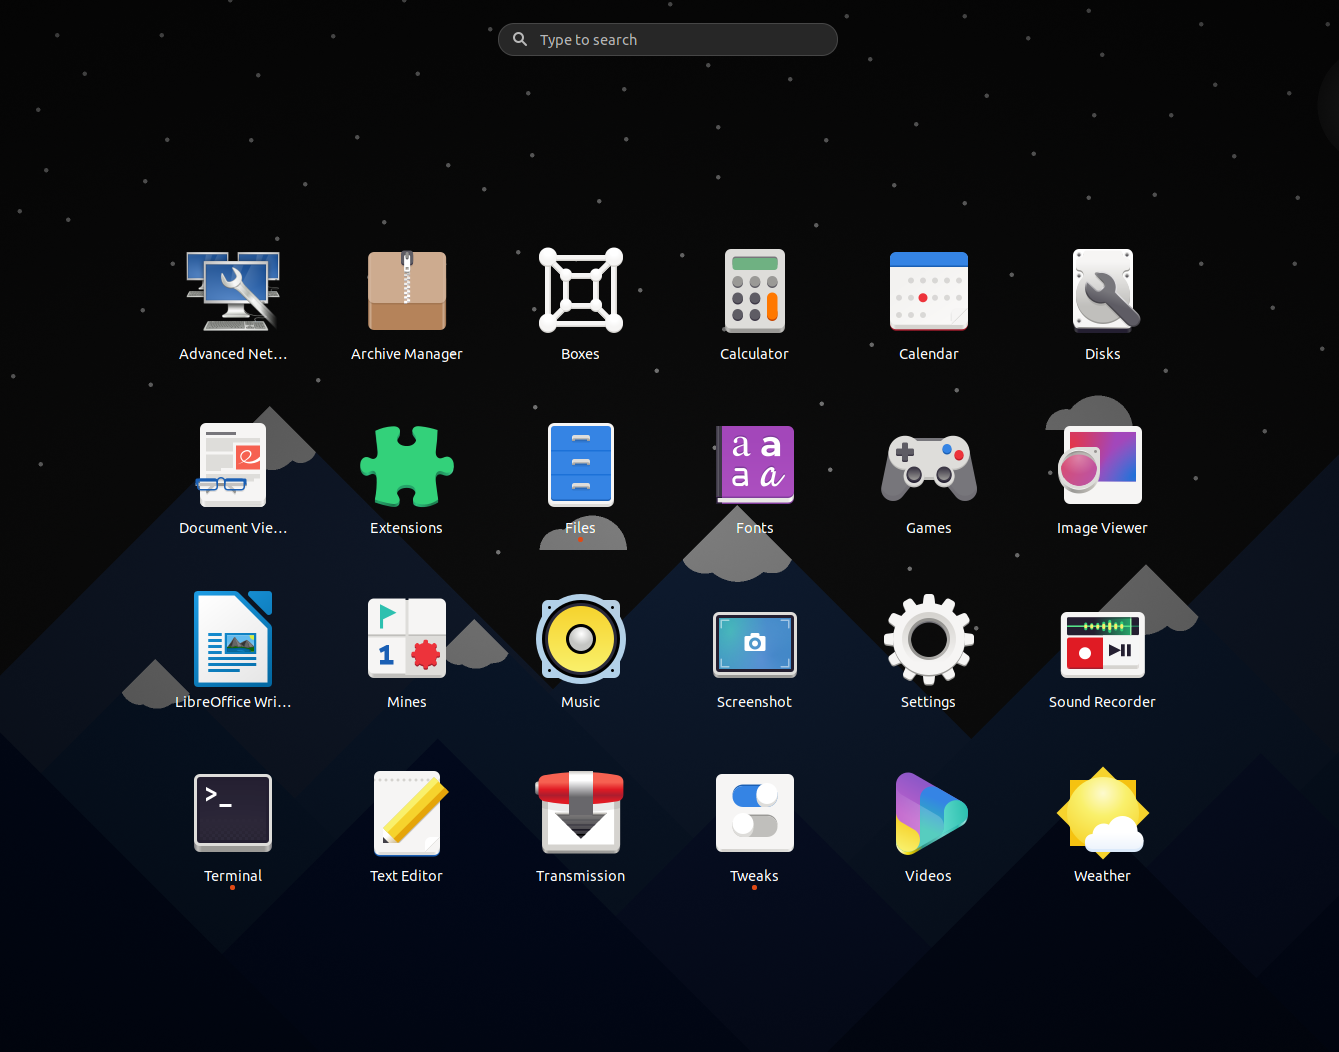 Type to search
Advanced Net...
Archive Manager
Boxes
Calculator
Calendar
Disks
Document Vie...
Extensions
Files
a a
a a
Fonts
Games
Image Viewer
LibreOffice Wri...
1
Mines
Music
Screenshot
Settings
Sound Recorder
>_
Terminal
Text Editor
Transmission
Tweaks
Videos
Weather